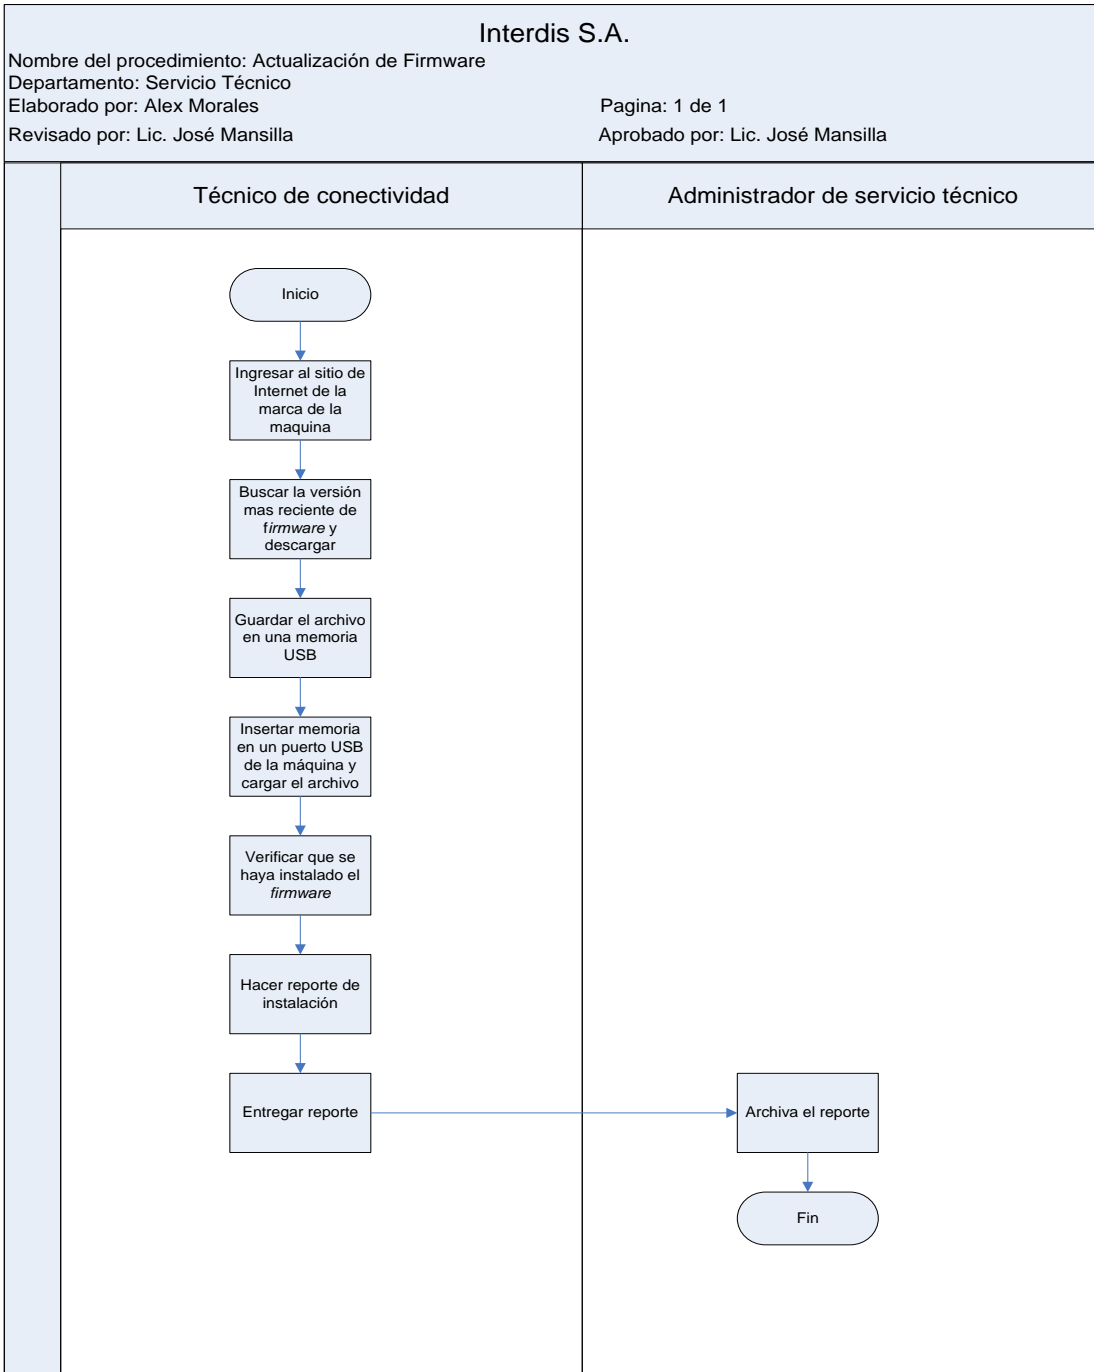 Interdis S.A.
Nombre del procedimiento: Actualización de Firmware
Departamento: Servicio Técnico
Elaborado por: Alex Morales
Pagina: 1 de 1
Revisado por: Lic. José Mansilla
Aprobado por: Lic. José Mansilla
Técnico de conectividad
Administrador de servicio técnico
Inicio
Ingresar al sitio de
Internet de la
marca de la
maquina
Buscar la versión
mas reciente de
firmware y
descargar
Guardar el archivo
en una memoria
USB
Insertar memoria
en un puerto USB
de la máquina y
cargar el archivo
Verificar que se
haya instalado el
firmware
Hacer reporte de
instalación
Entregar reporte
Archiva el reporte
Fin